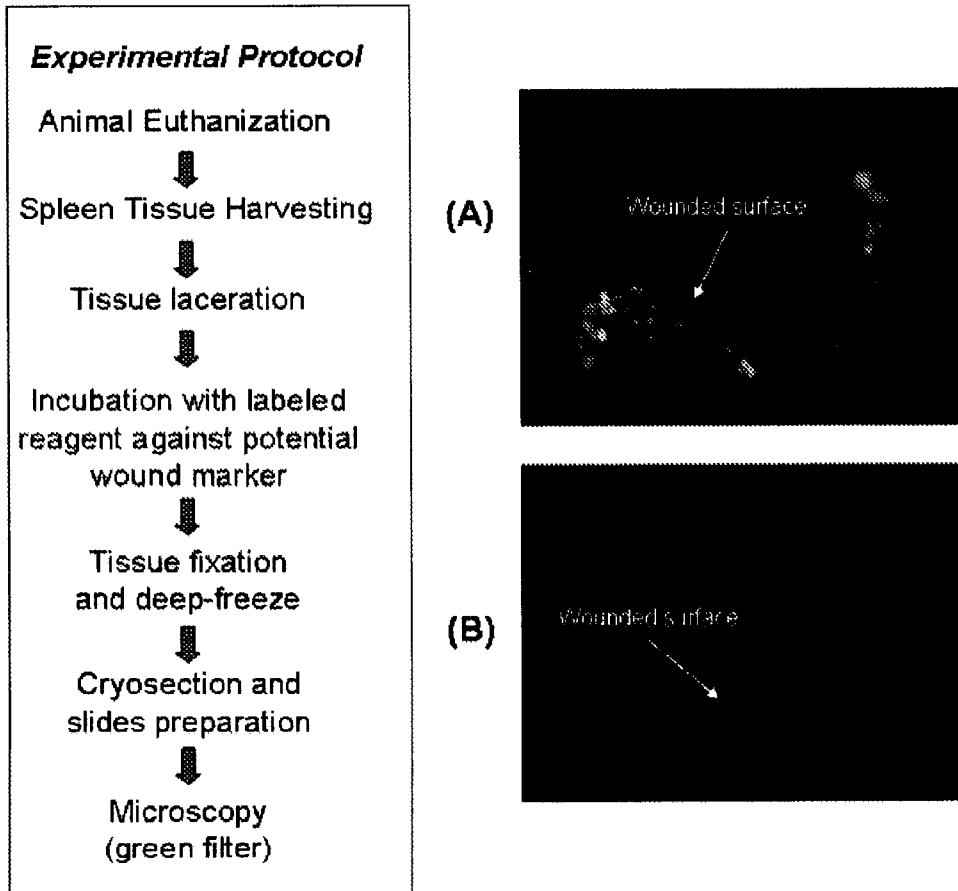 Experimental Protocol
Animal Euthanization
Spleen Tissue Harvesting
Tissue laceration
Incubation with labeled
reagent against potential
wound marker
Tissue fixation
and deep-freeze
Cryosection and
slides preparation
Microscopy
(green filter)
(A)
Wounded surface
(B)
Wounded surface